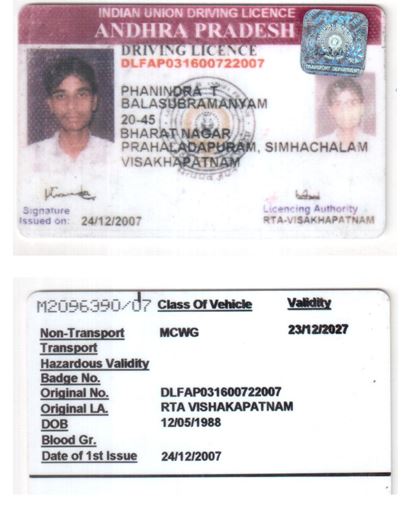 INDIAN UNION DRIVING LICENCE
ANDHRA PRADESH
DRIVING LICENCE
DLFAP031600722007
PHANINDRA T
BALASUBRAMANYAM
20-45
BHARAT NAGAR
PRAHALADAPURAM, SIMHACHALAM
VISAKHAPATNAM
TRANSPORT DEPARTMENT
Signature
Issued on: 24/12/2007
Licencing Authority
RTA-VISAKHAPATNAM
M2096390/07 Class Of Vehicle Validity
Non-Transport MCWG 23/12/2027
Transport
Hazardous Validity
Badge No.
Original No. DLFAP031600722007
Original LA. RTA VISHAKAPATNAM
DOB 12/05/1988
Blood Gr.
Date of 1st Issue 24/12/2007